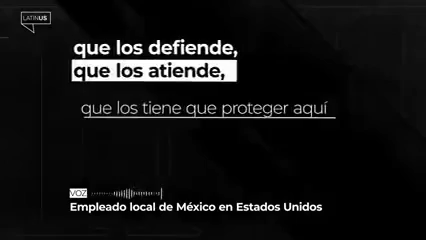 LATINUS
que los defiende,
que los atiende,
que los tiene que proteger aquí
VOZ
Empleado local de México en Estados Unidos